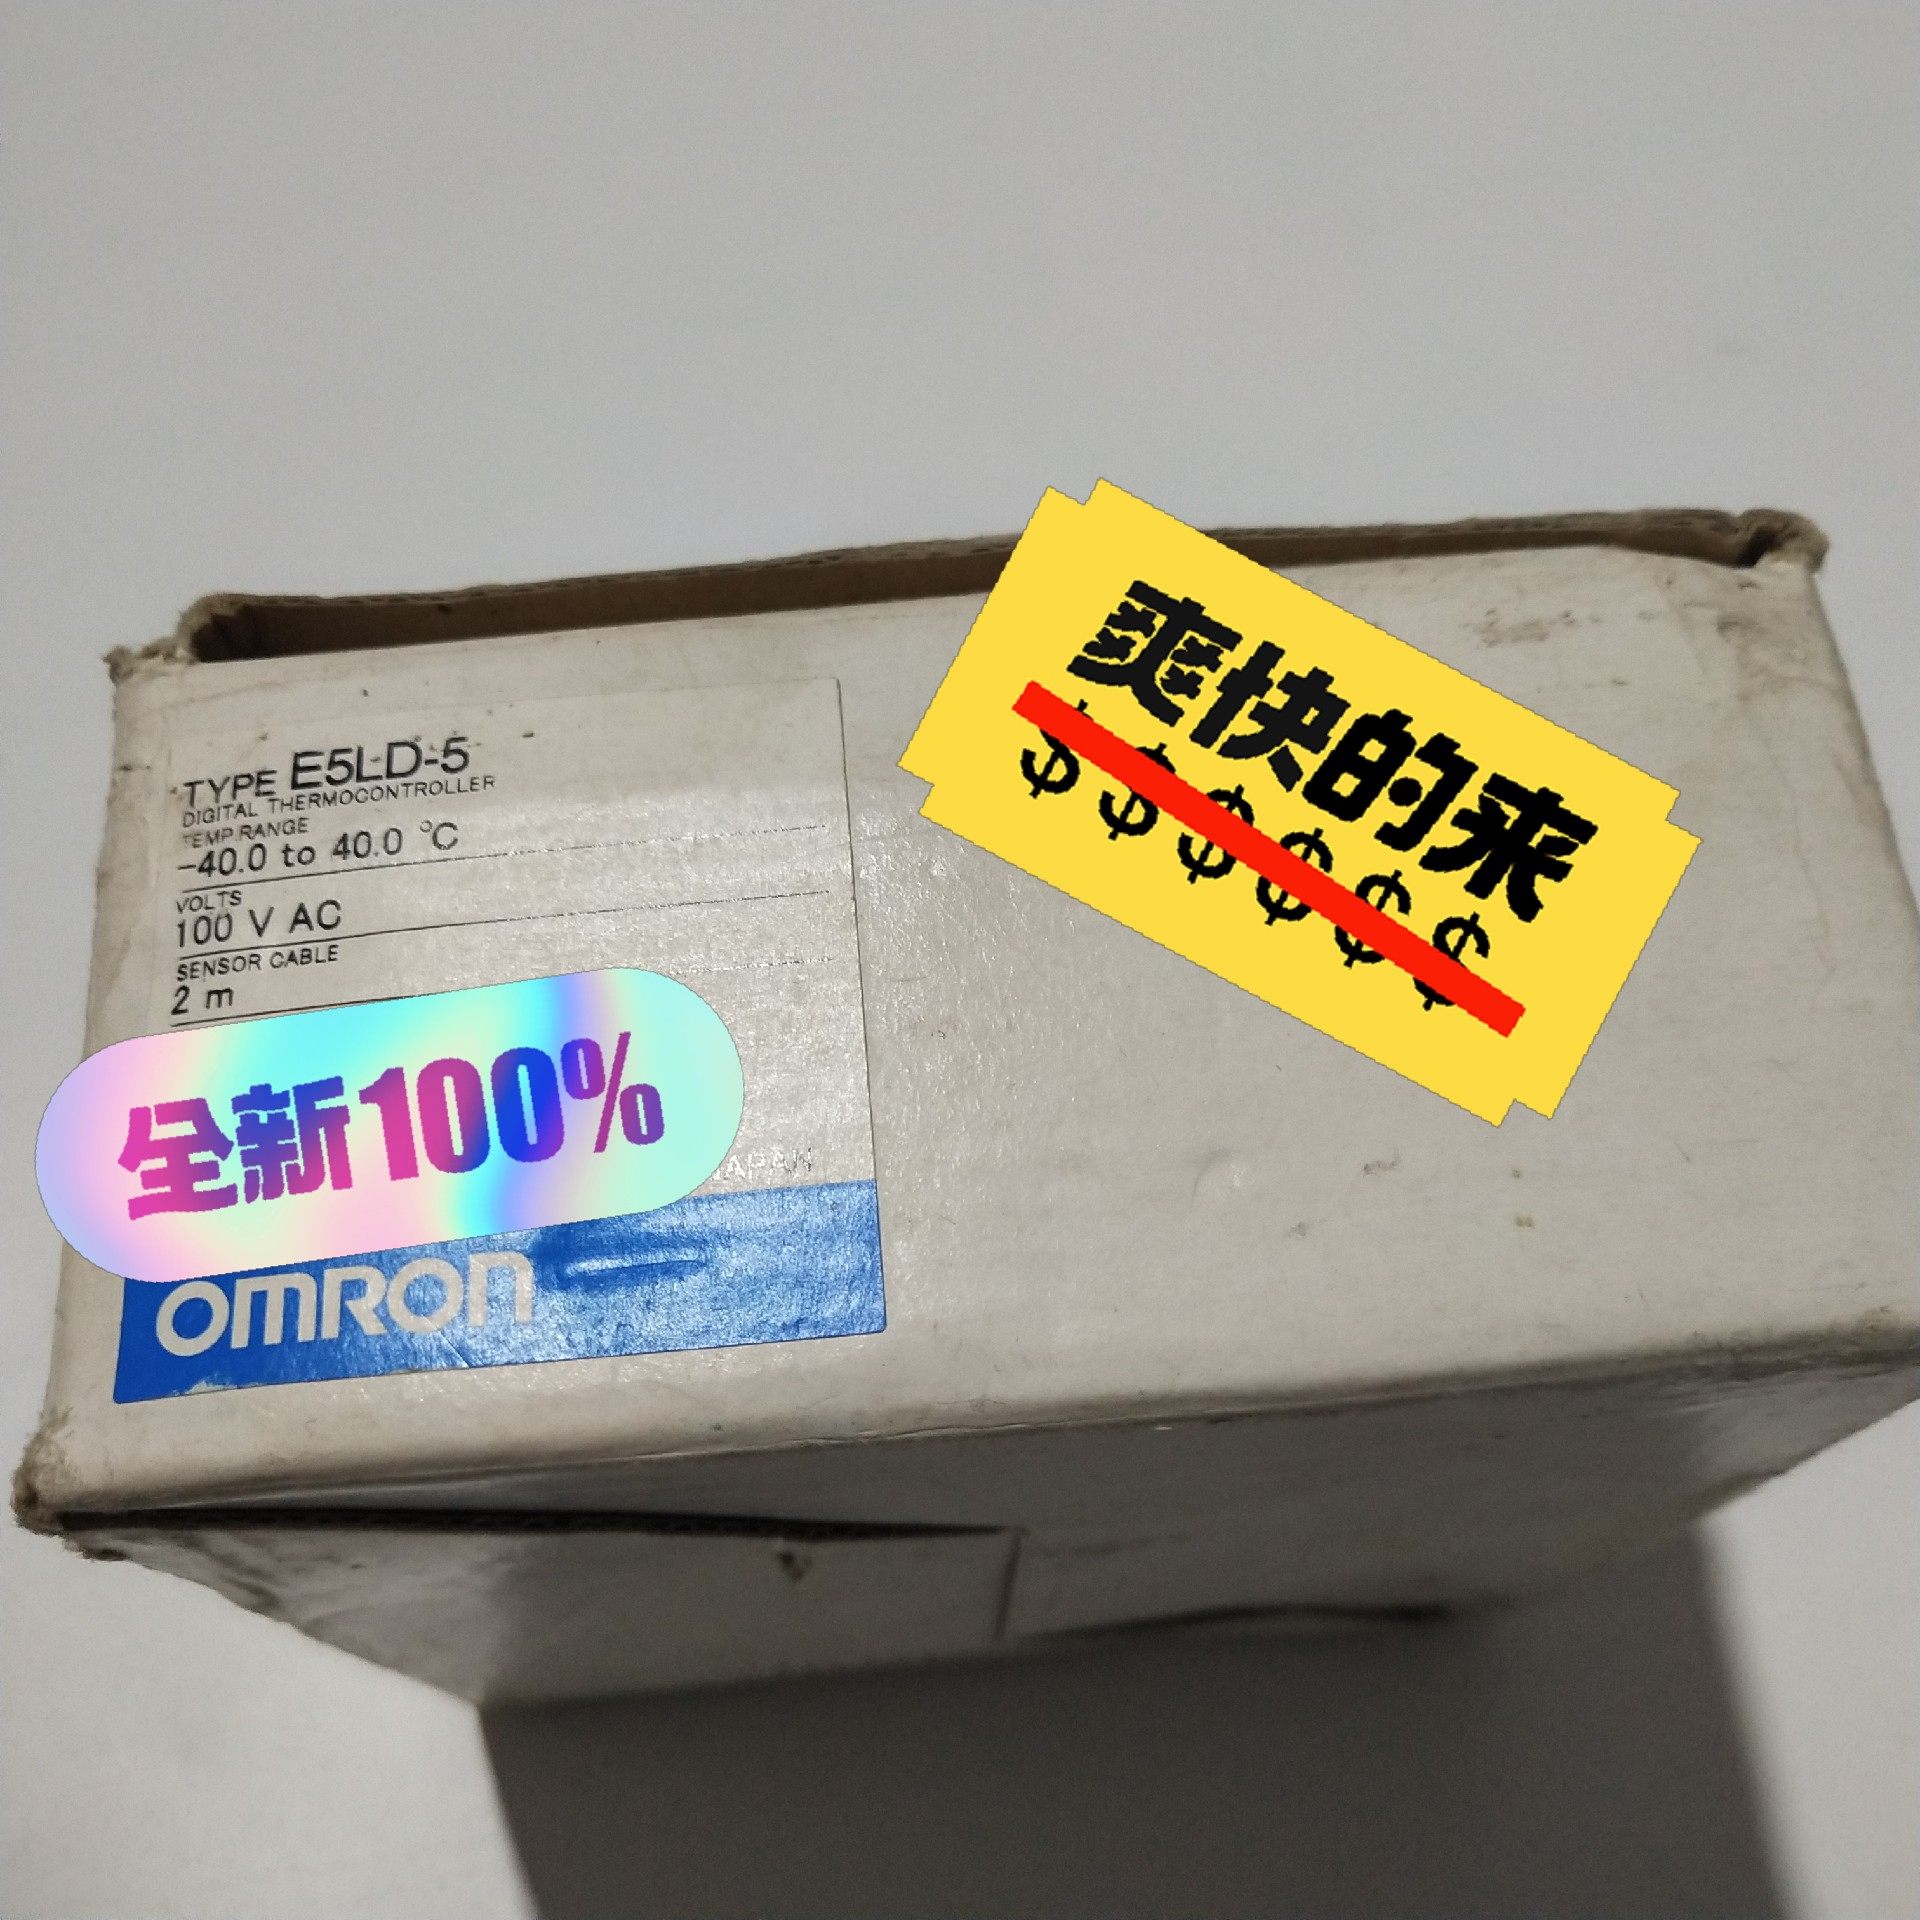 TYPE E5LD-5
DIGITAL THERMOCONTROLLER
TEMP.RANGE
-40.0 to 40.0 °C
VOLTS
100 V AC
SENSOR CABLE
2 m
全新100%
JAPAN
OMRON
爽快的来
$$$$$$